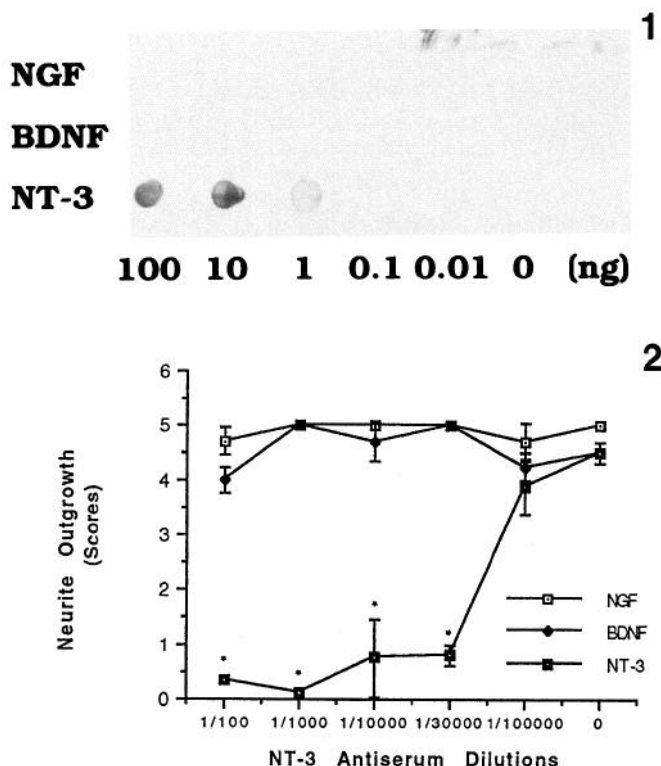 1
NGF
BDNF
NT-3
100 10 1 0.1 0.01 0 (ng)
2
6
5
4
3
2
1
0
Neurite Outgrowth
(Scores)
* * * *
NGF
BDNF
NT-3
1/100 1/1000 1/10000 1/30000 1/100000 0
NT-3 Antiserum Dilutions